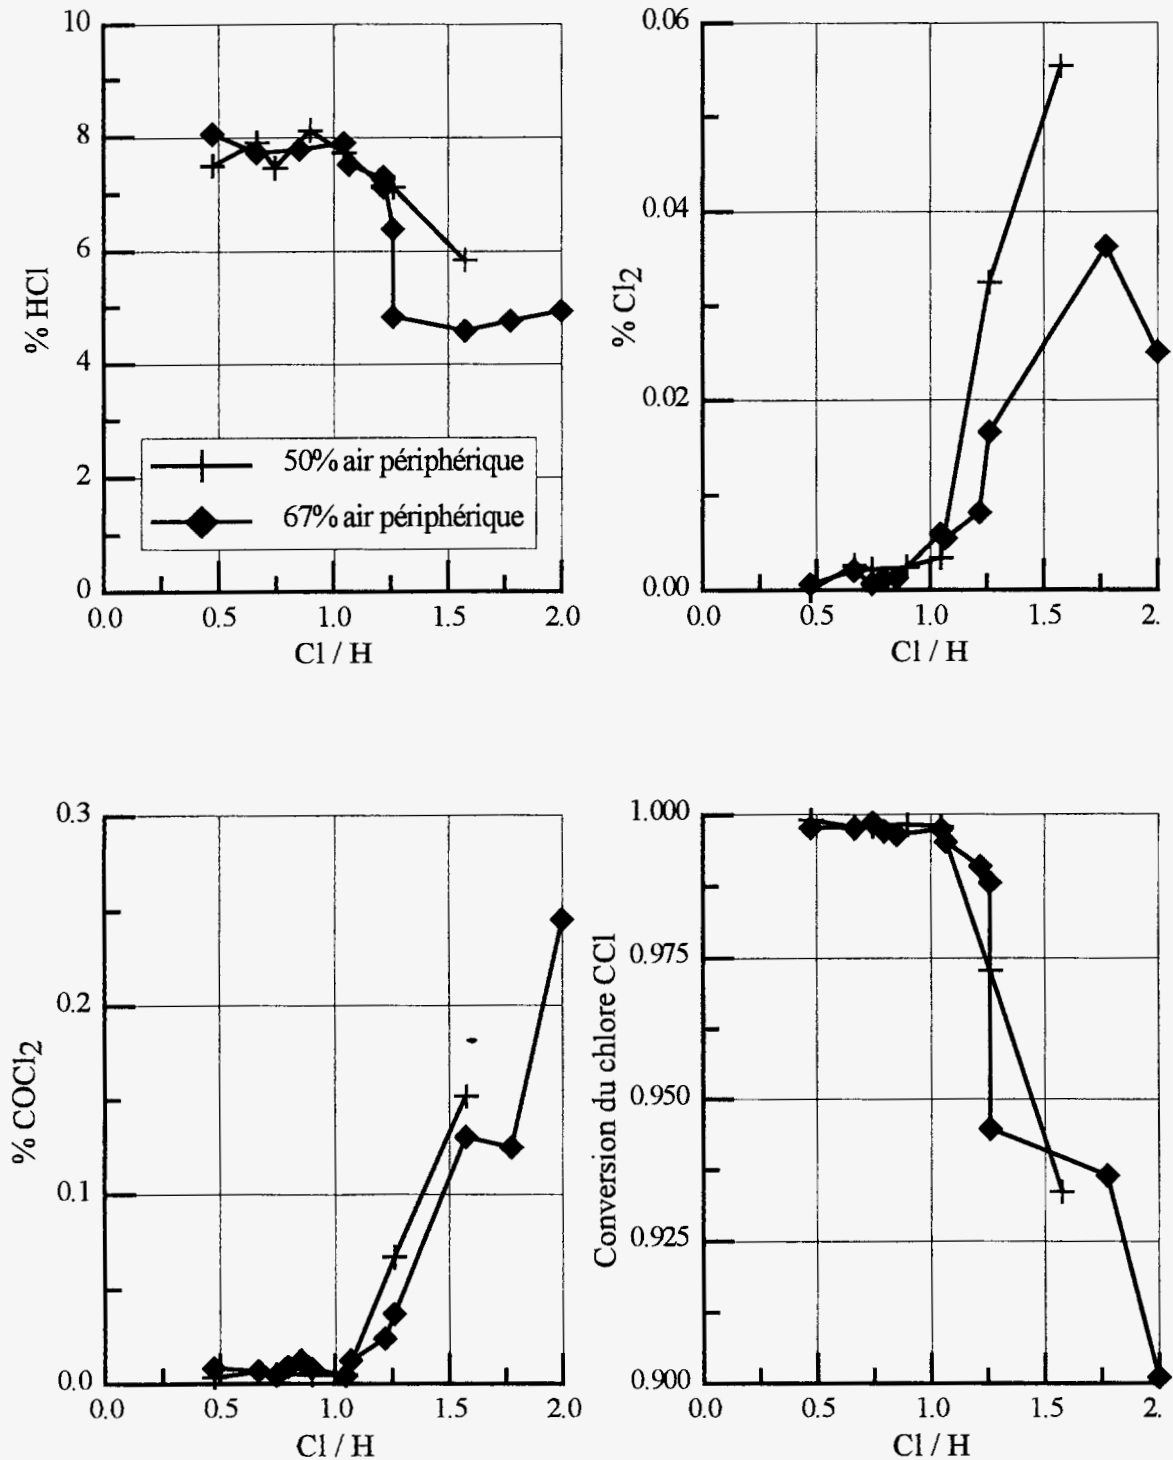 10
8
6
4
2
0
% HCl
50% air périphérique
67% air périphérique
0.0 0.5 1.0 1.5 2.0
Cl / H
0.06
0.04
0.02
0.00
% Cl2
0.0 0.5 1.0 1.5 2.
Cl / H
0.3
0.2
0.1
0.0
% COCl2
0.0 0.5 1.0 1.5 2.0
Cl / H
1.000
0.975
0.950
0.925
0.900
Conversion du chlore CCl
0.0 0.5 1.0 1.5 2.
Cl / H